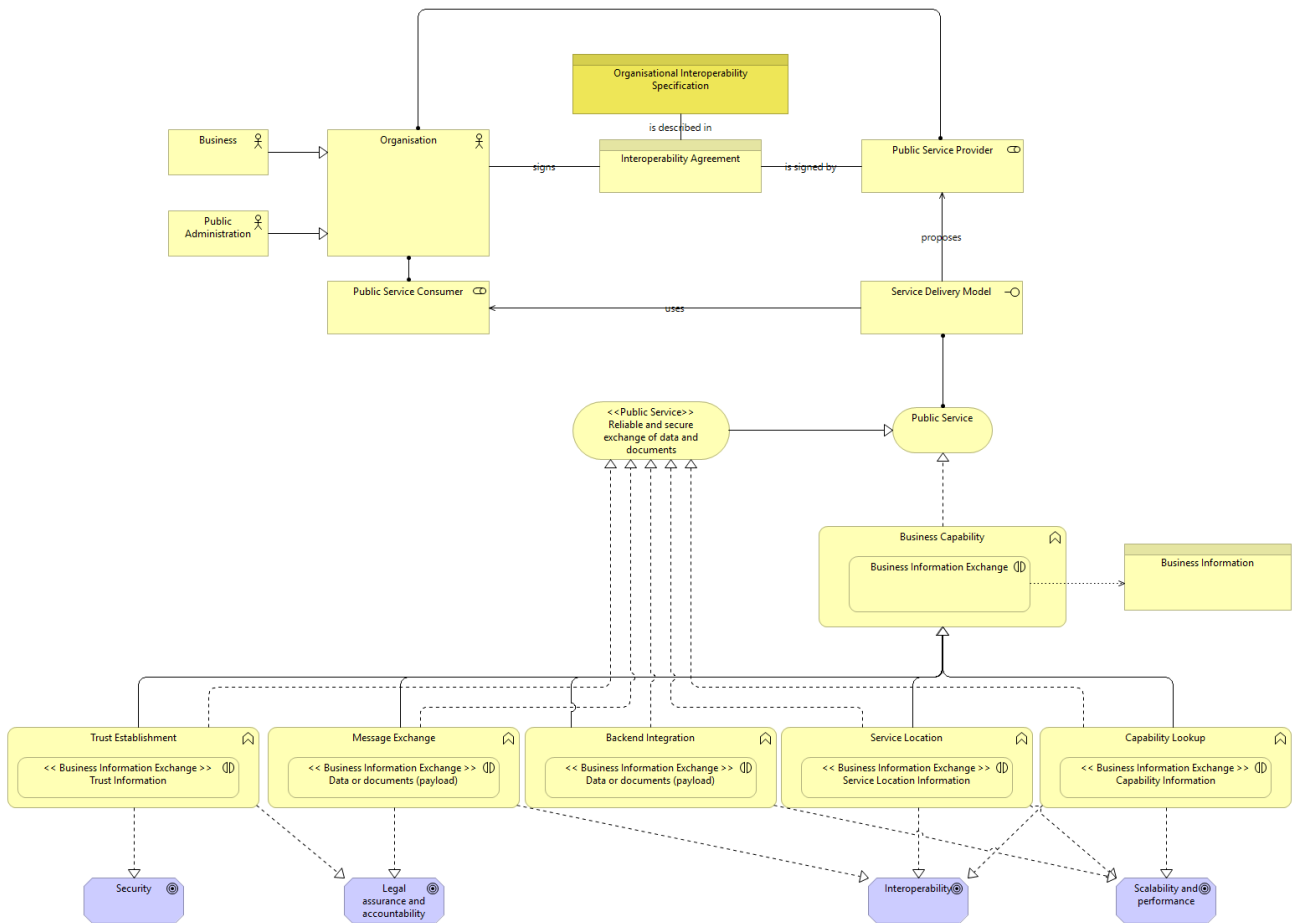 Organisational Interoperability
Specification
is described in
Business
Organisation
Interoperability Agreement
Public Service Provider
signs
is signed by
Public
Administration
proposes
Public Service Consumer
Service Delivery Model
uses
<<Public Service>>
Reliable and secure
exchange of data and
documents
Public Service
Business Capability
Business Information Exchange
Business Information
Trust Establishment
<< Business Information Exchange >>
Trust Information
Message Exchange
<< Business Information Exchange >>
Data or documents (payload)
Backend Integration
<< Business Information Exchange >>
Data or documents (payload)
Service Location
<< Business Information Exchange >>
Service Location Information
Capability Lookup
<< Business Information Exchange >>
Capability Information
Security
Legal
assurance and
accountability
Interoperability
Scalability and
performance